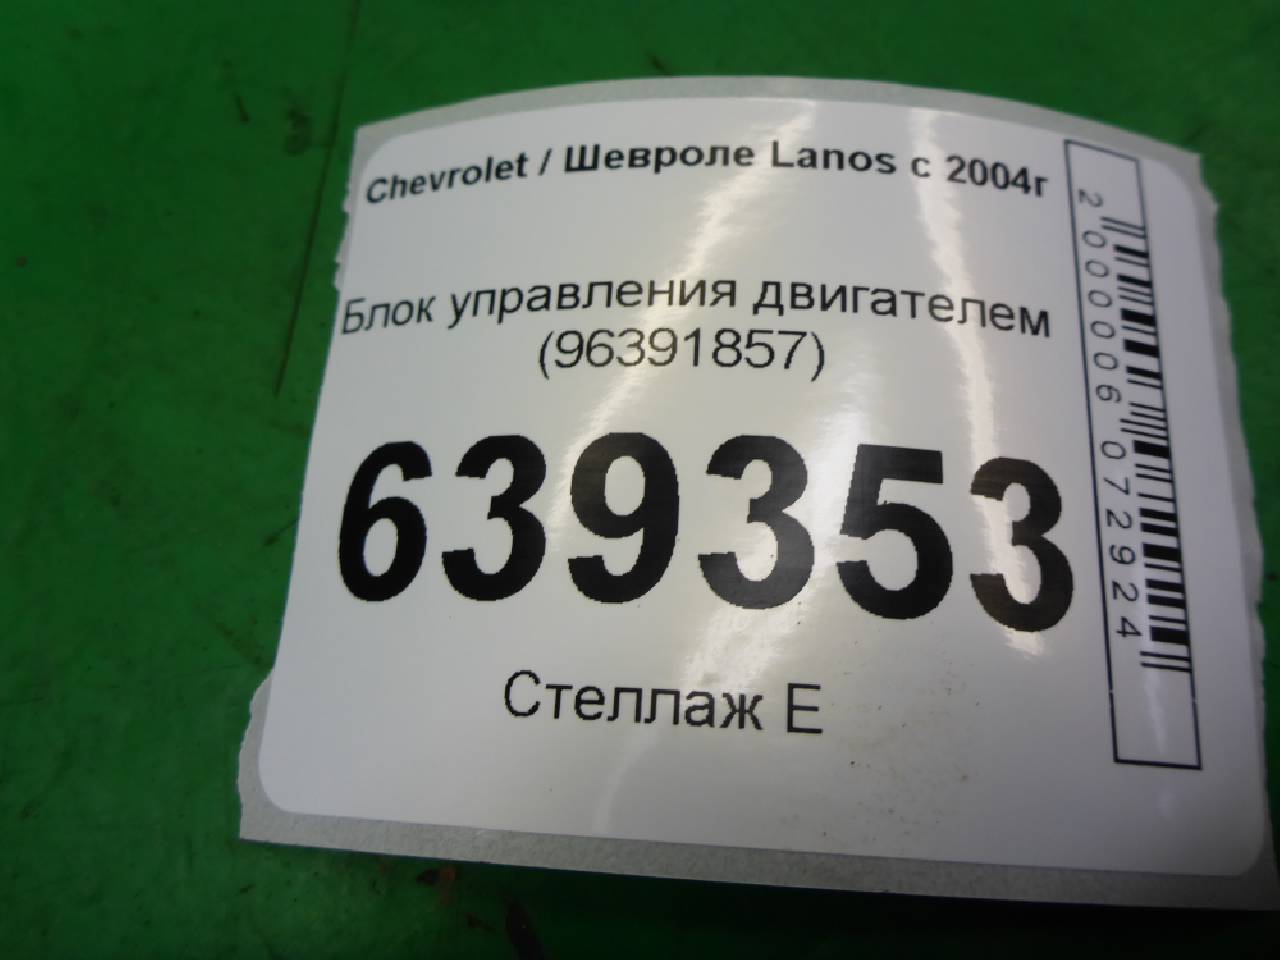 Chevrolet / Шевроле Lanos с 2004г
Блок управления двигателем
(96391857)
639353
Стеллаж Е
2000006072924